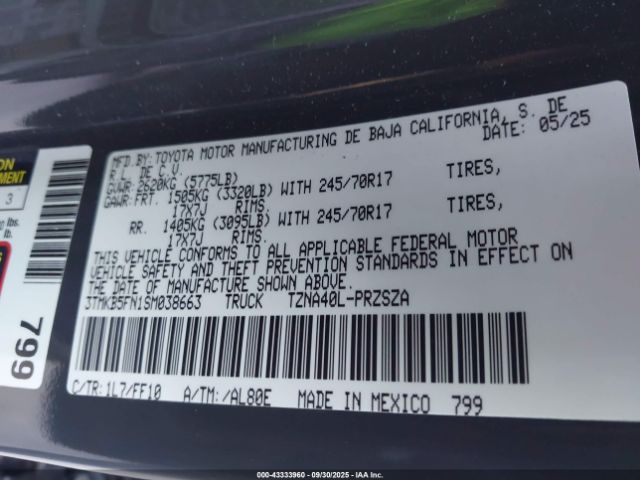 MFD.BY:TOYOTA MOTOR MANUFACTURING DE BAJA CALIFORNIA, S. DE
R L. DE C.V. DATE: 05/25
GVWR:2620KG (5775LB)
GAWR:FRT. 1505KG (3320LB) WITH 245/70R17 TIRES,
17X7J RIMS.
RR. 1405KG (3095LB) WITH 245/70R17 TIRES,
17X7J RIMS.
THIS VEHICLE CONFORMS TO ALL APPLICABLE FEDERAL MOTOR
VEHICLE SAFETY AND THEFT PREVENTION STANDARDS IN EFFECT ON
THE DATE OF MANUFACTURE SHOWN ABOVE.
3TMKB5FN1SM038663 TRUCK TZNA40L-PRZSZA
C/TR:1L7/FF10 A/TM:/AL80E MADE IN MEXICO 799
3
lbs.
lb.
799
000-43333960 - 09/30/2025 - IAAI.COM